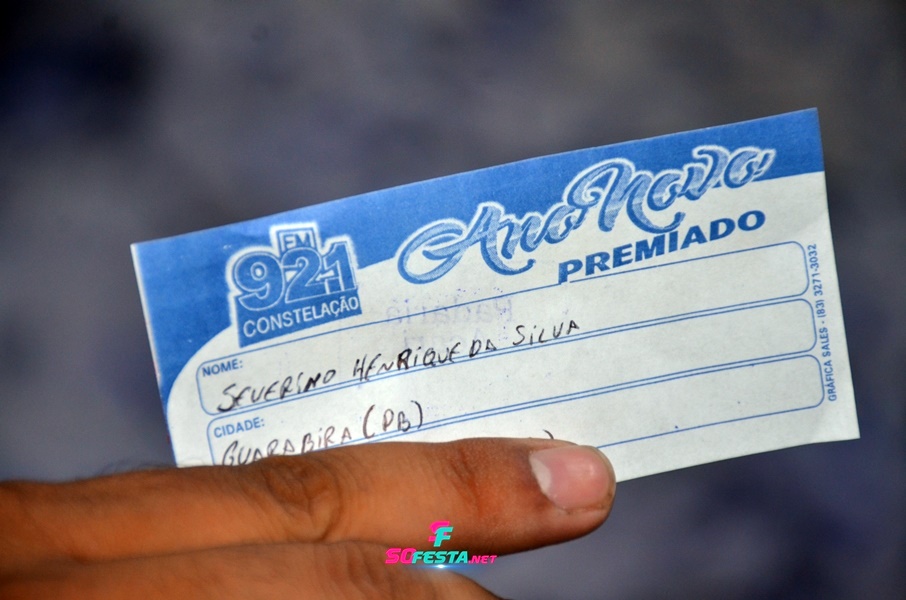 FM
92.1
CONSTELAÇÃO
Ano Novo
PREMIADO
NOME:
SEVERINO HENRIQUE DA SILVA
CIDADE:
GUARABIRA (PB)
GRÁFICA SALES - (83) 3271-3032
SOFESTA.NET